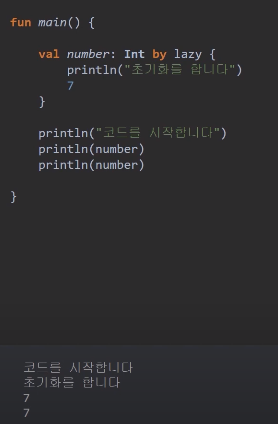 fun main() {
val number: Int by lazy {
println("초기화를 합니다")
7
}
println("코드를 시작합니다")
println(number)
println(number)
}
코드를 시작합니다
초기화를 합니다
7
7